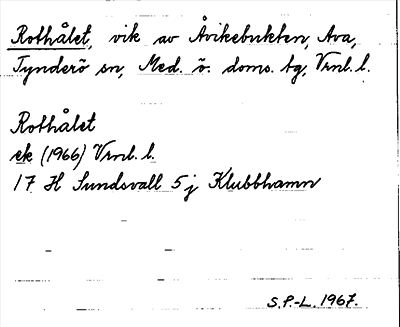 Rothålet, vik av Åvikebukten, Ava,
Tynderö sn, Med. ö. doms. tg, Vrnl. l.
Rothålet
ek (1966) Vrnl. l.
17 H Sundsvall 5 j Klubbhamn
S.P.-L. 1967.